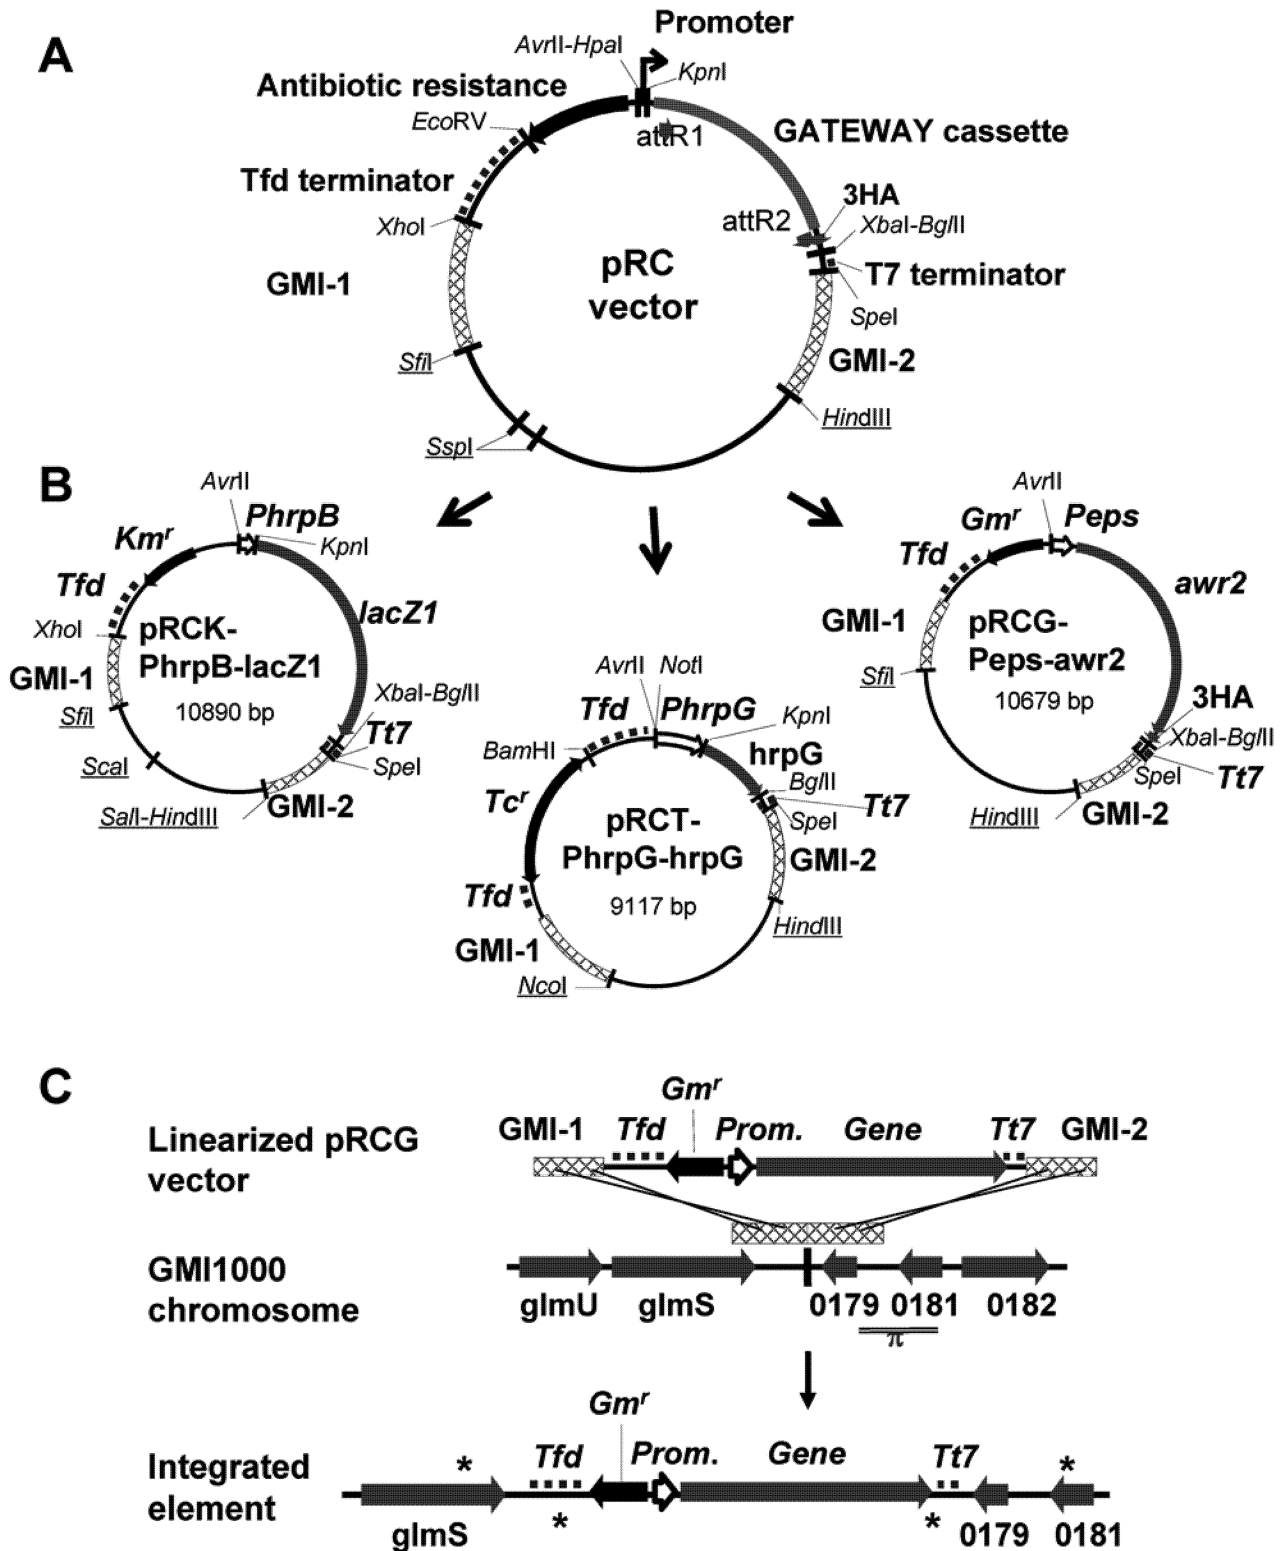 A
Promoter
AvrII-HpaI
KpnI
Antibiotic resistance
EcoRV
attR1
GATEWAY cassette
Tfd terminator
3HA
XhoI
attR2
XbaI-BglII
GMI-1
pRC
vector
T7 terminator
SpeI
SfiI
GMI-2
HindIII
SspI
B
AvrII
PhrpB
Kmʳ
KpnI
Tfd
lacZ1
XhoI
pRCK-
PhrpB-lacZ1
GMI-1
10890 bp
XbaI-BglII
SfiI
Tt7
ScaI
SpeI
SalI-HindIII
GMI-2
AvrII
NotI
Tfd
PhrpG
KpnI
BamHI
hrpG
BglII
Tcʳ
Tt7
SpeI
pRCT-
PhrpG-hrpG
GMI-2
Tfd
9117 bp
HindIII
GMI-1
NcoI
AvrII
Gmʳ
Peps
Tfd
awr2
GMI-1
pRCG-
Peps-awr2
SfiI
10679 bp
3HA
XbaI-BglII
SpeI
Tt7
HindIII
GMI-2
C
Gmʳ
Linearized pRCG
vector
GMI-1
Tfd
Prom.
Gene
Tt7
GMI-2
GMI1000
chromosome
glmU
glmS
0179
0181
0182
π
Gmʳ
Integrated
element
*
Tfd
Prom.
Gene
Tt7
*
glmS
*
*
0179
0181